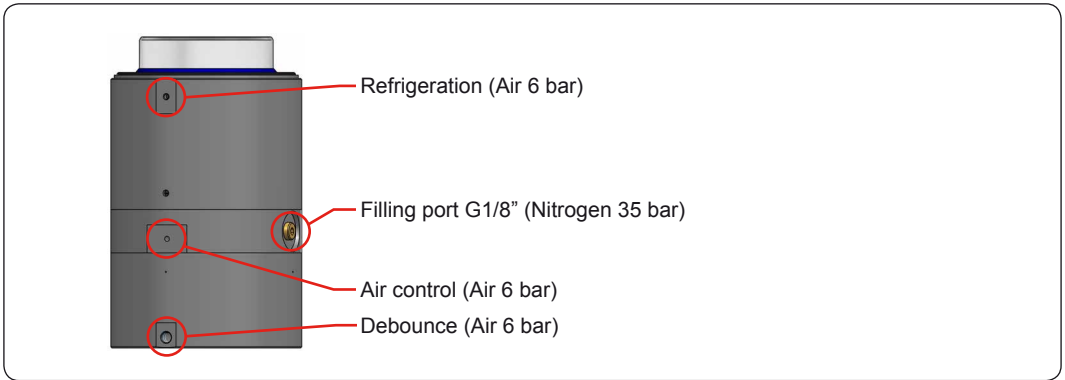 Refrigeration (Air 6 bar)
Filling port G1/8” (Nitrogen 35 bar)
Air control (Air 6 bar)
Debounce (Air 6 bar)